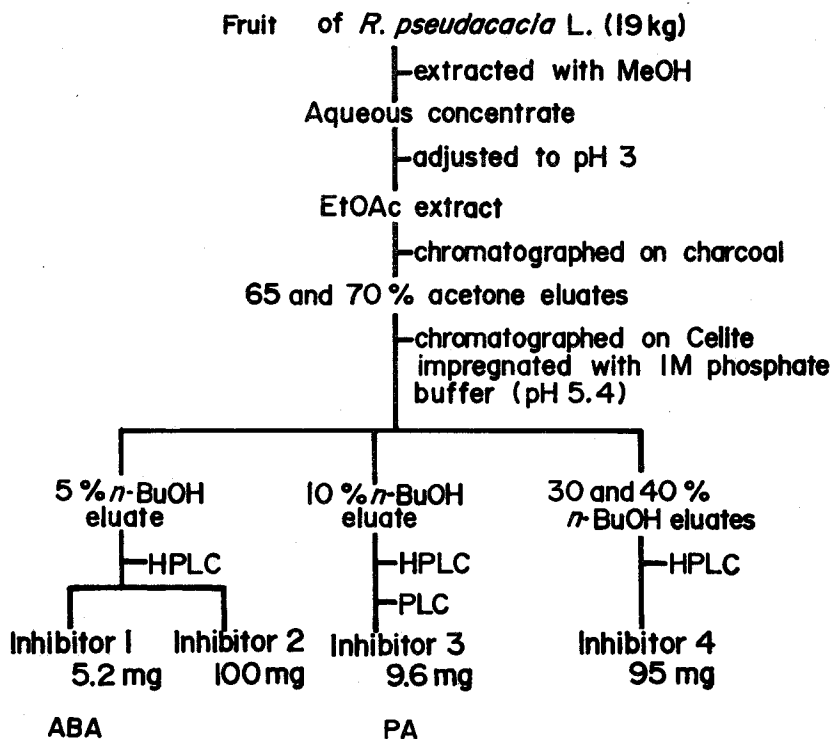 Fruit of R. pseudacacia L. (19 kg)
extracted with MeOH
Aqueous concentrate
adjusted to pH 3
EtOAc extract
chromatographed on charcoal
65 and 70 % acetone eluates
chromatographed on Celite
impregnated with 1M phosphate
buffer (pH 5.4)
5 % n-BuOH
eluate
10 % n-BuOH
eluate
30 and 40 %
n-BuOH eluates
HPLC
HPLC
PLC
HPLC
Inhibitor 1
5.2 mg
Inhibitor 2
100 mg
Inhibitor 3
9.6 mg
Inhibitor 4
95 mg
ABA
PA